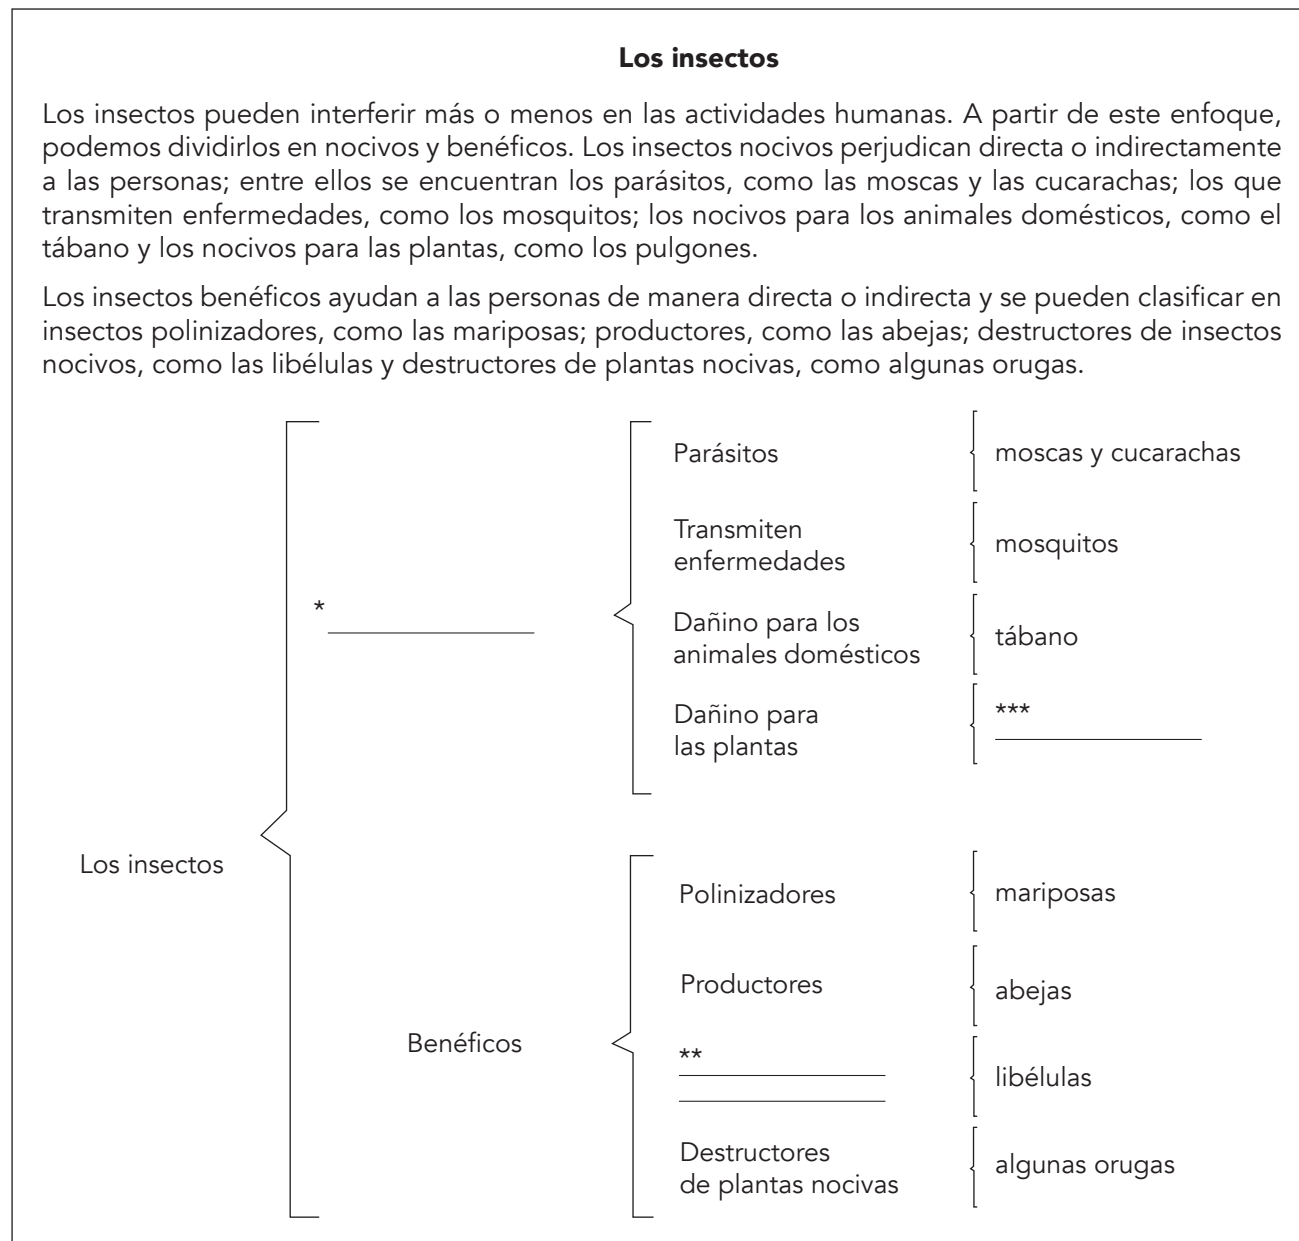 Los insectos
Los insectos pueden interferir más o menos en las actividades humanas. A partir de este enfoque,
podemos dividirlos en nocivos y benéficos. Los insectos nocivos perjudican directa o indirectamente
a las personas; entre ellos se encuentran los parásitos, como las moscas y las cucarachas; los que
transmiten enfermedades, como los mosquitos; los nocivos para los animales domésticos, como el
tábano y los nocivos para las plantas, como los pulgones.
Los insectos benéficos ayudan a las personas de manera directa o indirecta y se pueden clasificar en
insectos polinizadores, como las mariposas; productores, como las abejas; destructores de insectos
nocivos, como las libélulas y destructores de plantas nocivas, como algunas orugas.
Los insectos
*
Parásitos
moscas y cucarachas
Transmiten
enfermedades
mosquitos
Dañino para los
animales domésticos
tábano
Dañino para
las plantas
***
Benéficos
Polinizadores
mariposas
Productores
abejas
**
libélulas
Destructores
de plantas nocivas
algunas orugas